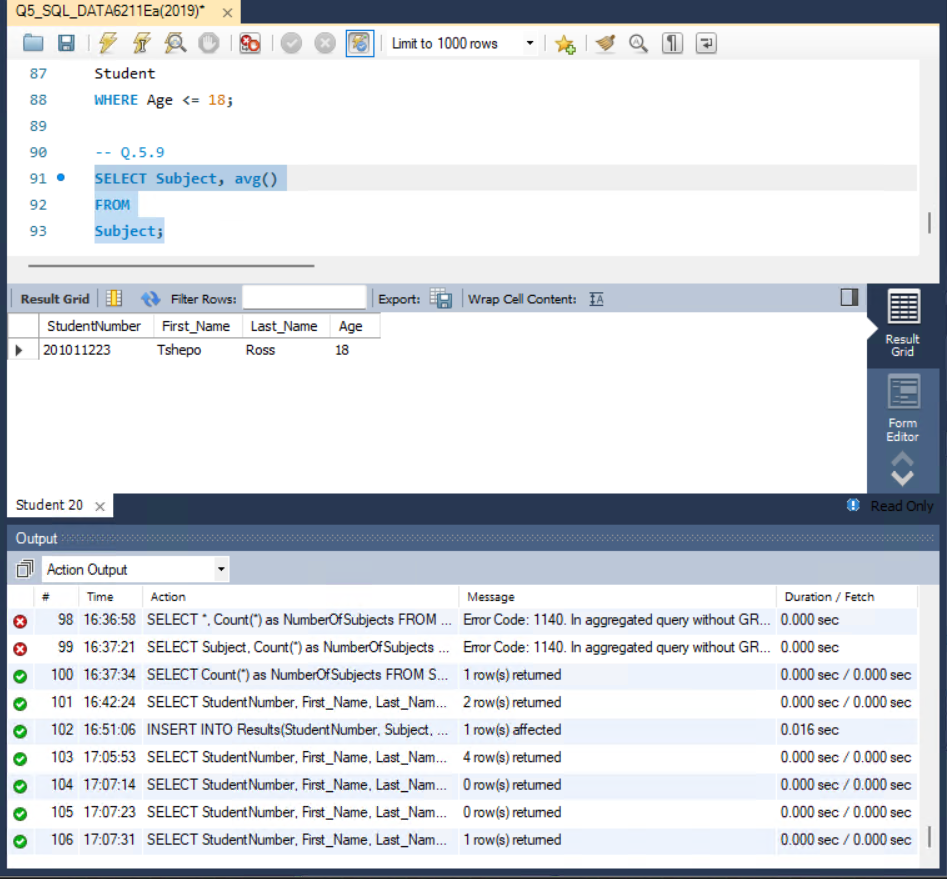 Q5_SQL_DATA6211Ea(2019)* ×
Limit to 1000 rows
87 Student
88 WHERE Age <= 18;
89
90 -- Q.5.9
91 SELECT Subject, avg()
92 FROM
93 Subject;
Result Grid Filter Rows: Export: Wrap Cell Content:
StudentNumber First_Name Last_Name Age
201011223 Tshepo Ross 18
Result
Grid
Form
Editor
Student 20 ×
Read Only
Output
Action Output
# Time Action Message Duration / Fetch
98 16:36:58 SELECT *, Count(*) as NumberOfSubjects FROM ... Error Code: 1140. In aggregated query without GR... 0.000 sec
99 16:37:21 SELECT Subject, Count(*) as NumberOfSubjects ... Error Code: 1140. In aggregated query without GR... 0.000 sec
100 16:37:34 SELECT Count(*) as NumberOfSubjects FROM S... 1 row(s) returned 0.000 sec / 0.000 sec
101 16:42:24 SELECT StudentNumber, First_Name, Last_Nam... 2 row(s) returned 0.000 sec / 0.000 sec
102 16:51:06 INSERT INTO Results(StudentNumber, Subject, ... 1 row(s) affected 0.016 sec
103 17:05:53 SELECT StudentNumber, First_Name, Last_Nam... 4 row(s) returned 0.000 sec / 0.000 sec
104 17:07:14 SELECT StudentNumber, First_Name, Last_Nam... 0 row(s) returned 0.000 sec / 0.000 sec
105 17:07:23 SELECT StudentNumber, First_Name, Last_Nam... 0 row(s) returned 0.000 sec / 0.000 sec
106 17:07:31 SELECT StudentNumber, First_Name, Last_Nam... 1 row(s) returned 0.000 sec / 0.000 sec